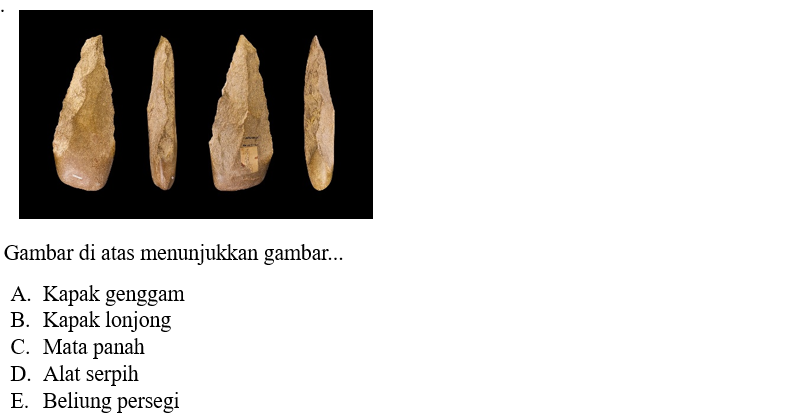 .
Gambar di atas menunjukkan gambar...
A. Kapak genggam
B. Kapak lonjong
C. Mata panah
D. Alat serpih
E. Beliung persegi